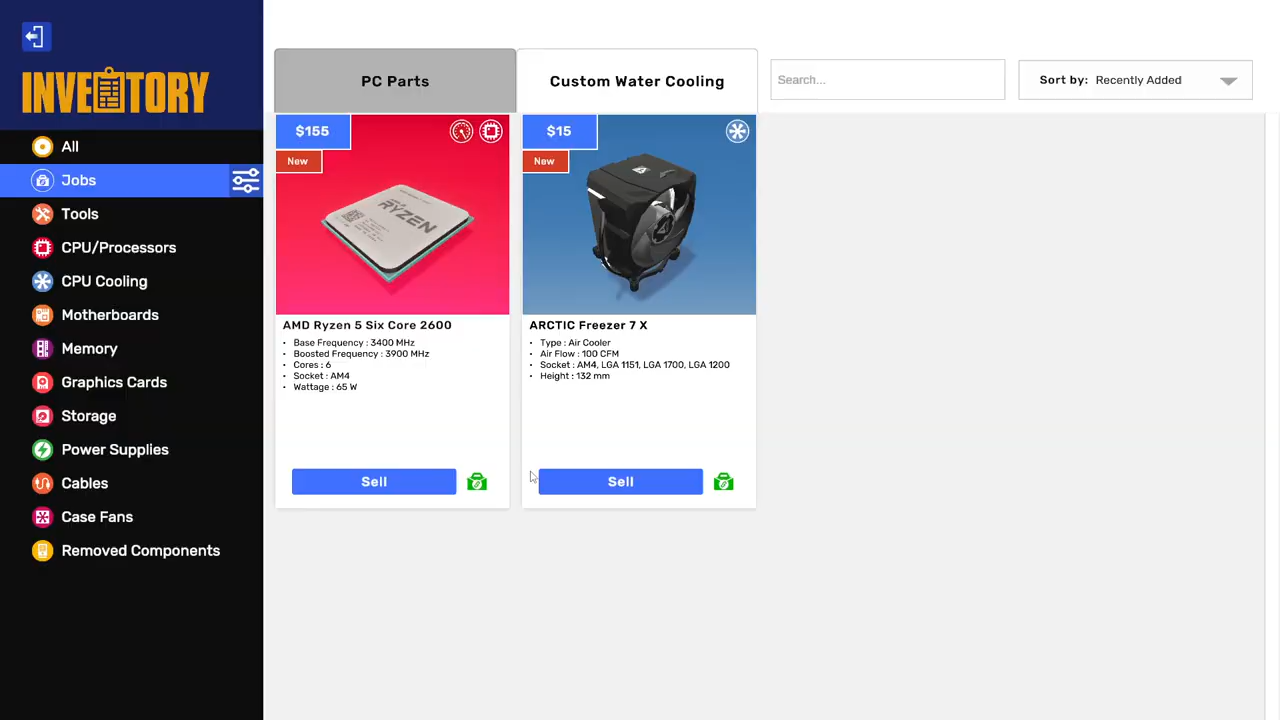 INVENTORY
All
Jobs
Tools
CPU/Processors
CPU Cooling
Motherboards
Memory
Graphics Cards
Storage
Power Supplies
Cables
Case Fans
Removed Components
PC Parts
Custom Water Cooling
Search...
Sort by: Recently Added
$155
New
RYZEN
AMD Ryzen 5 Six Core 2600
• Base Frequency : 3400 MHz
• Boosted Frequency : 3900 MHz
• Cores : 6
• Socket : AM4
• Wattage : 65 W
Sell
$15
New
ARCTIC Freezer 7 X
• Type : Air Cooler
• Air Flow : 100 CFM
• Socket : AM4, LGA 1151, LGA 1700, LGA 1200
• Height : 132 mm
Sell